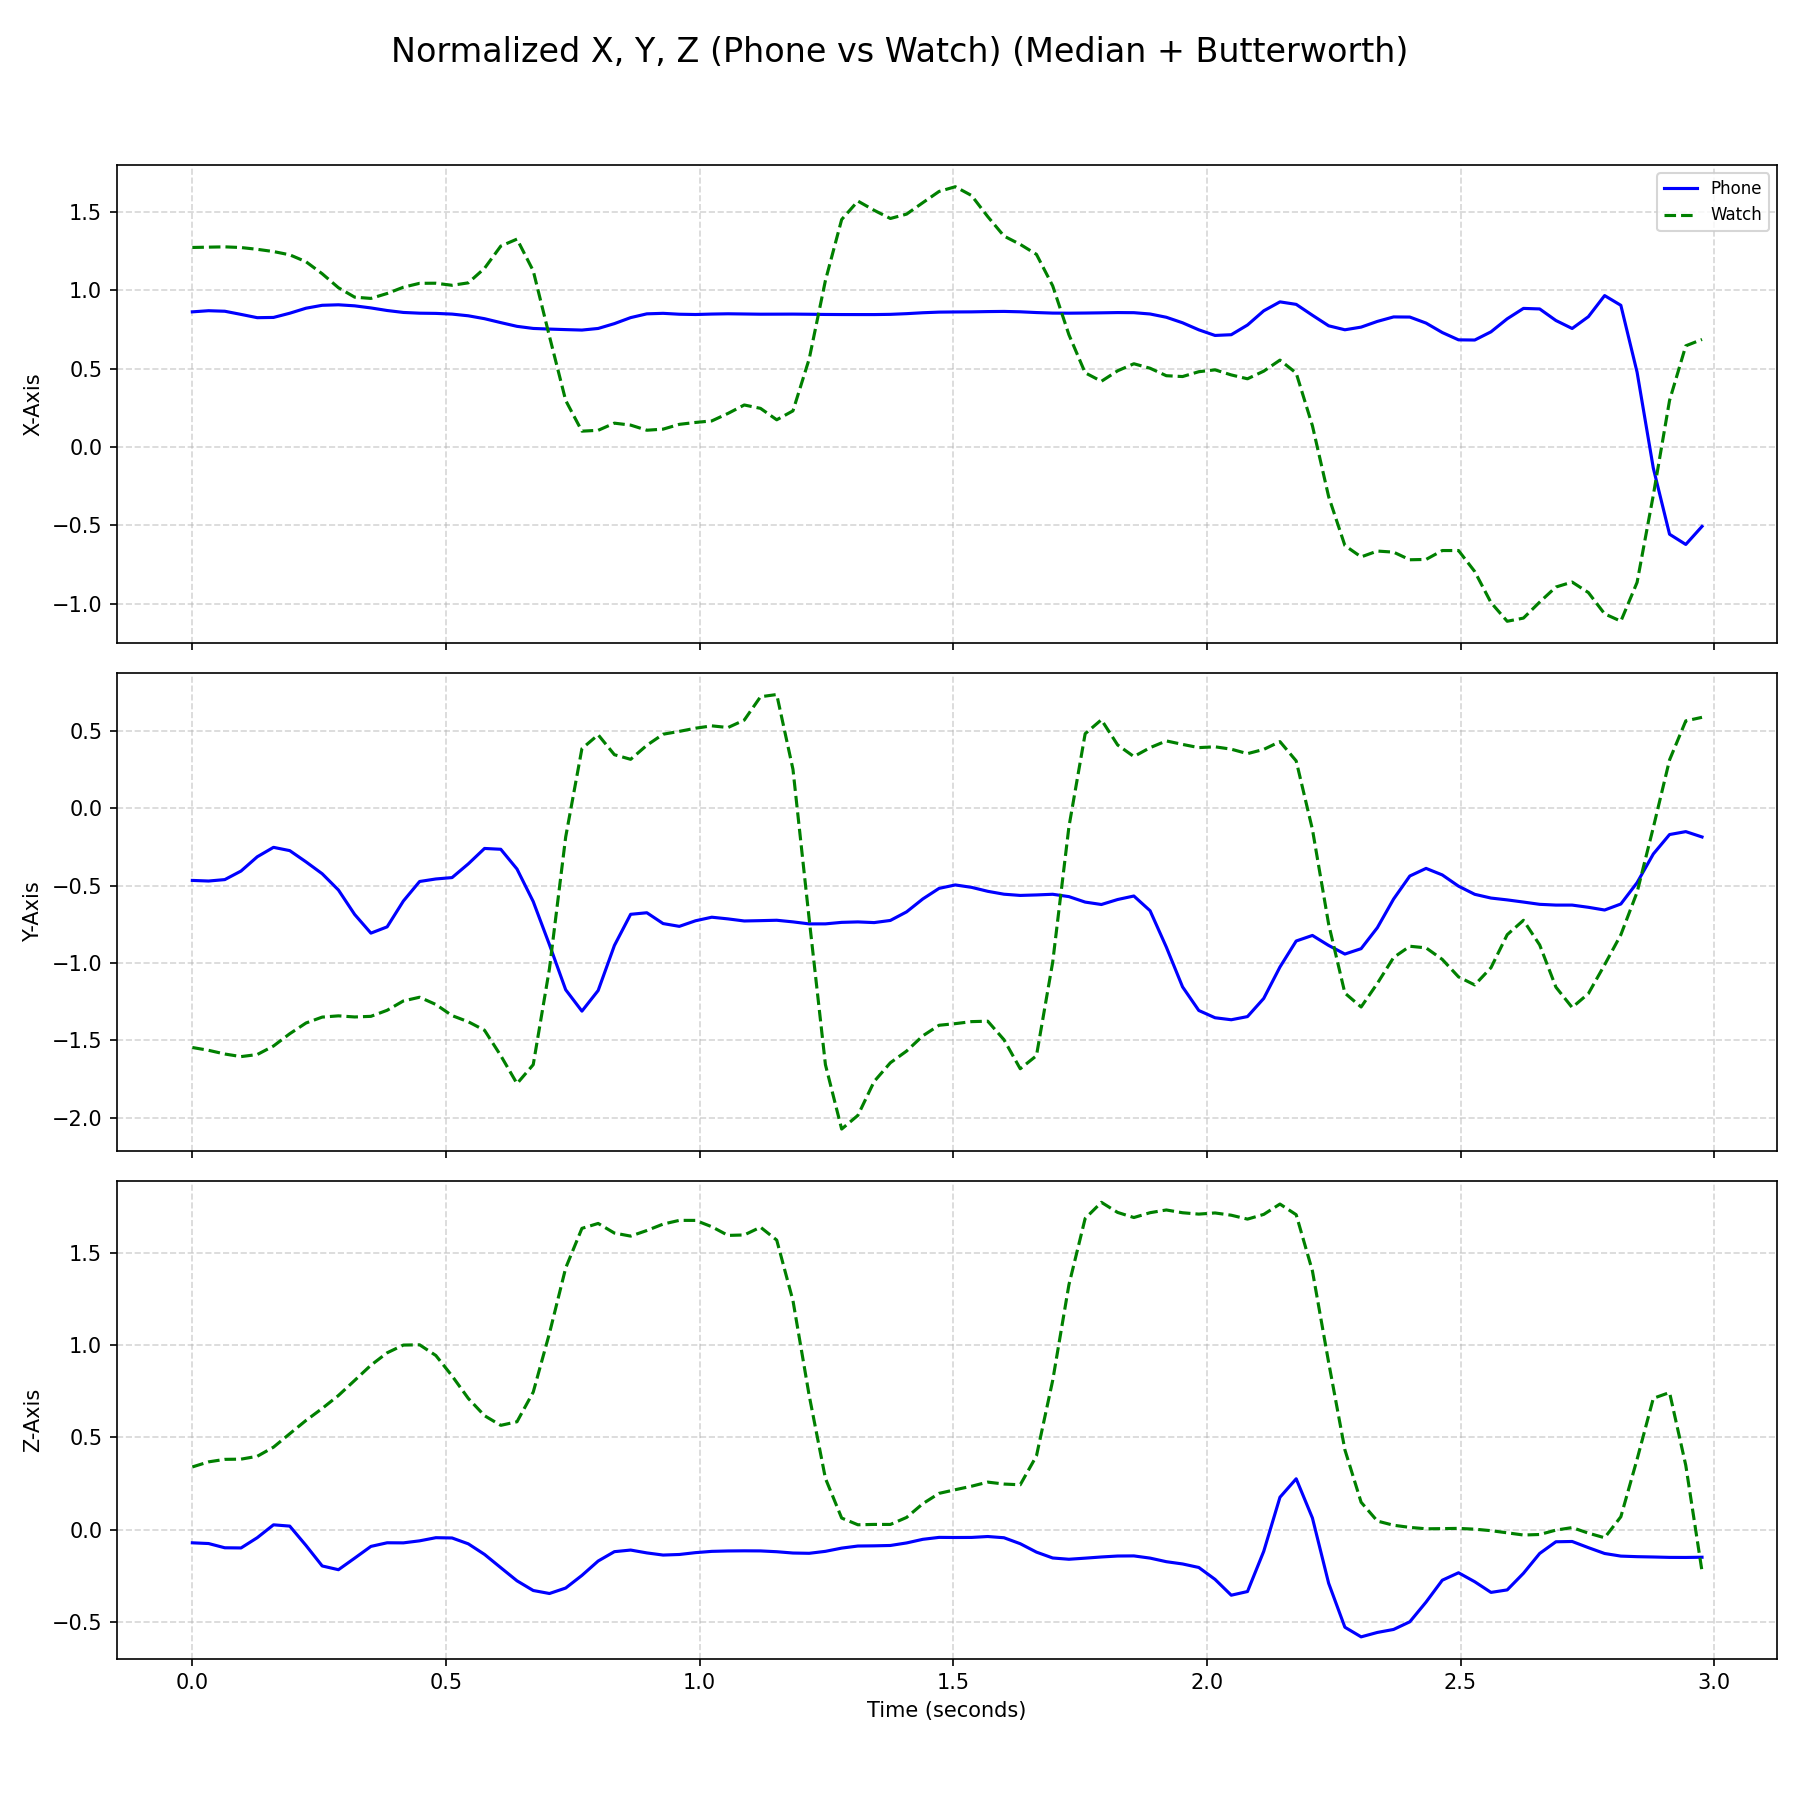 Normalized X, Y, Z (Phone vs Watch) (Median + Butterworth)
Phone
Watch
X-Axis
1.5
1.0
0.5
0.0
−0.5
−1.0
Y-Axis
0.5
0.0
−0.5
−1.0
−1.5
−2.0
Z-Axis
1.5
1.0
0.5
0.0
−0.5
0.0 0.5 1.0 1.5 2.0 2.5 3.0
Time (seconds)